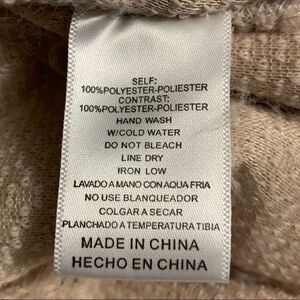 SELF:
100%POLYESTER-POLIESTER
CONTRAST:
100%POLYESTER-POLIESTER
HAND WASH
W/COLD WATER
DO NOT BLEACH
LINE DRY
IRON LOW
LAVADO A MANO CON AQUA FRIA
NO USE BLANQUEADOR
COLGAR A SECAR
PLANCHADO A TEMPERATURA TIBIA
MADE IN CHINA
HECHO EN CHINA